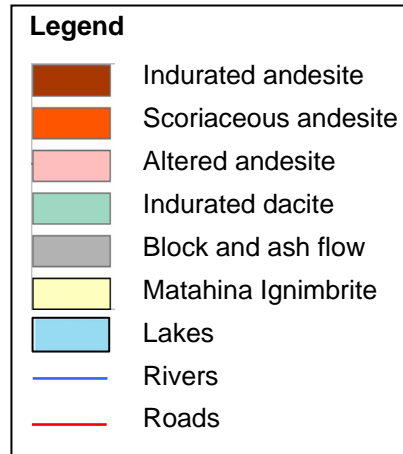 Legend
Indurated andesite
Scoriaceous andesite
Altered andesite
Indurated dacite
Block and ash flow
Matahina Ignimbrite
Lakes
Rivers
Roads